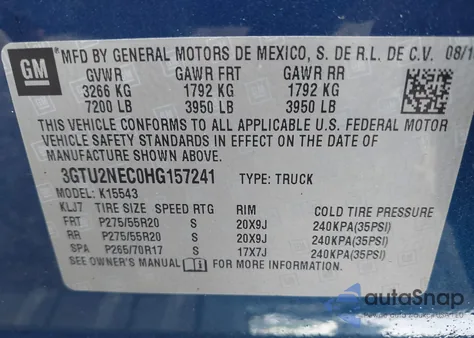 GM
MFD BY GENERAL MOTORS DE MEXICO, S. DE R.L. DE C.V. 08/1
GVWR GAWR FRT GAWR RR
3266 KG 1792 KG 1792 KG
7200 LB 3950 LB 3950 LB
THIS VEHICLE CONFORMS TO ALL APPLICABLE U.S. FEDERAL MOTOR
VEHICLE SAFETY STANDARDS IN EFFECT ON THE DATE OF
MANUFACTURE SHOWN ABOVE.
3GTU2NEC0HG157241 TYPE: TRUCK
MODEL: K15543
KLJ7 TIRE SIZE SPEED RTG RIM COLD TIRE PRESSURE
FRT P275/55R20 S 20X9J 240KPA(35PSI)
RR P275/55R20 S 20X9J 240KPA(35PSI)
SPA P265/70R17 S 17X7J 240KPA(35PSI)
SEE OWNER'S MANUAL FOR MORE INFORMATION.
autoSnap